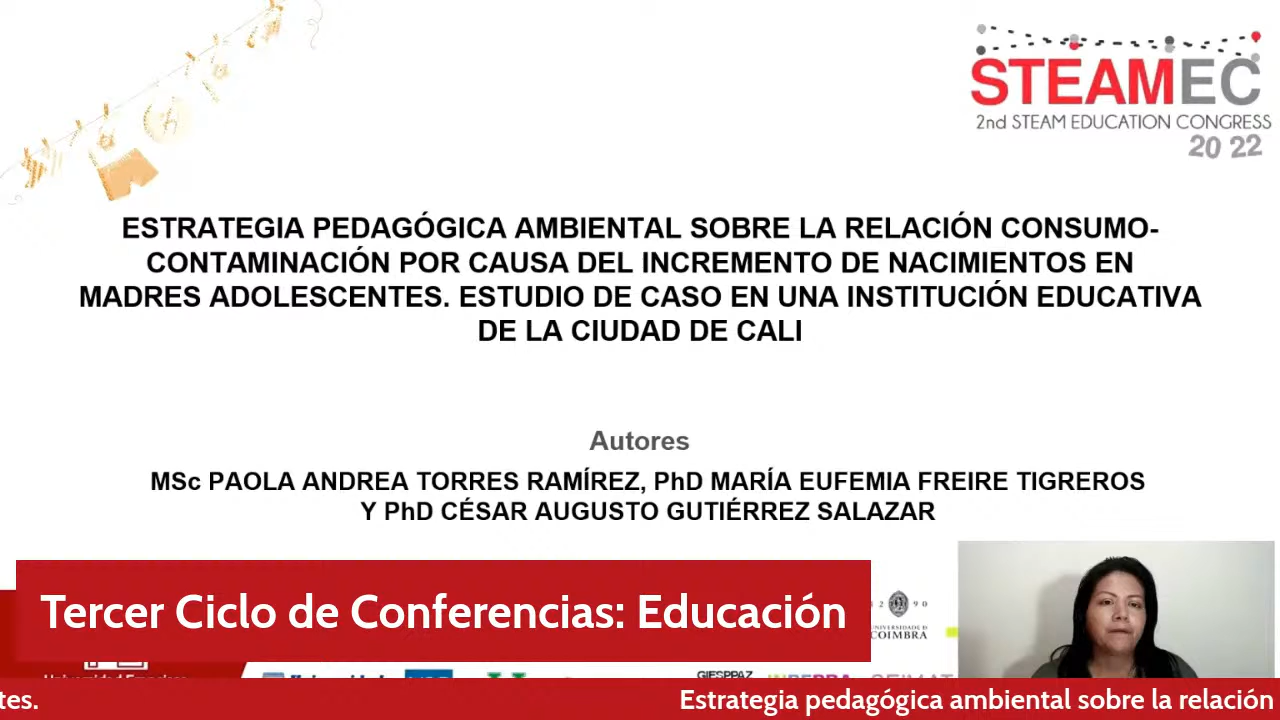 STEAMEC
2nd STEAM EDUCATION CONGRESS
20 22
ESTRATEGIA PEDAGÓGICA AMBIENTAL SOBRE LA RELACIÓN CONSUMO-
CONTAMINACIÓN POR CAUSA DEL INCREMENTO DE NACIMIENTOS EN
MADRES ADOLESCENTES. ESTUDIO DE CASO EN UNA INSTITUCIÓN EDUCATIVA
DE LA CIUDAD DE CALI
Autores
MSc PAOLA ANDREA TORRES RAMÍREZ, PhD MARÍA EUFEMIA FREIRE TIGREROS
Y PhD CÉSAR AUGUSTO GUTIÉRREZ SALAZAR
Tercer Ciclo de Conferencias: Educación
COIMBRA
GIESPPAZ
tes.
Estrategia pedagógica ambiental sobre la relación